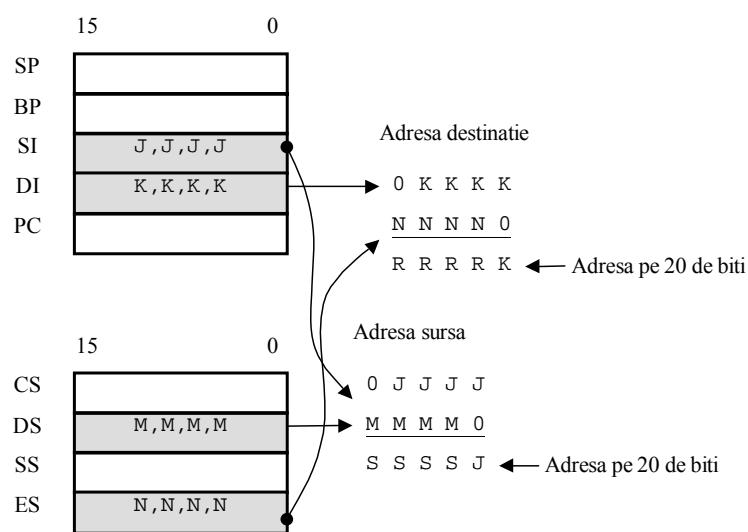 15 0
SP
BP
SI J,J,J,J
DI K,K,K,K
PC
Adresa destinatie
0 K K K K
N N N N 0
R R R R K Adresa pe 20 de biti
15 0
CS
DS M,M,M,M
SS
ES N,N,N,N
Adresa sursa
0 J J J J
M M M M 0
S S S S J Adresa pe 20 de biti